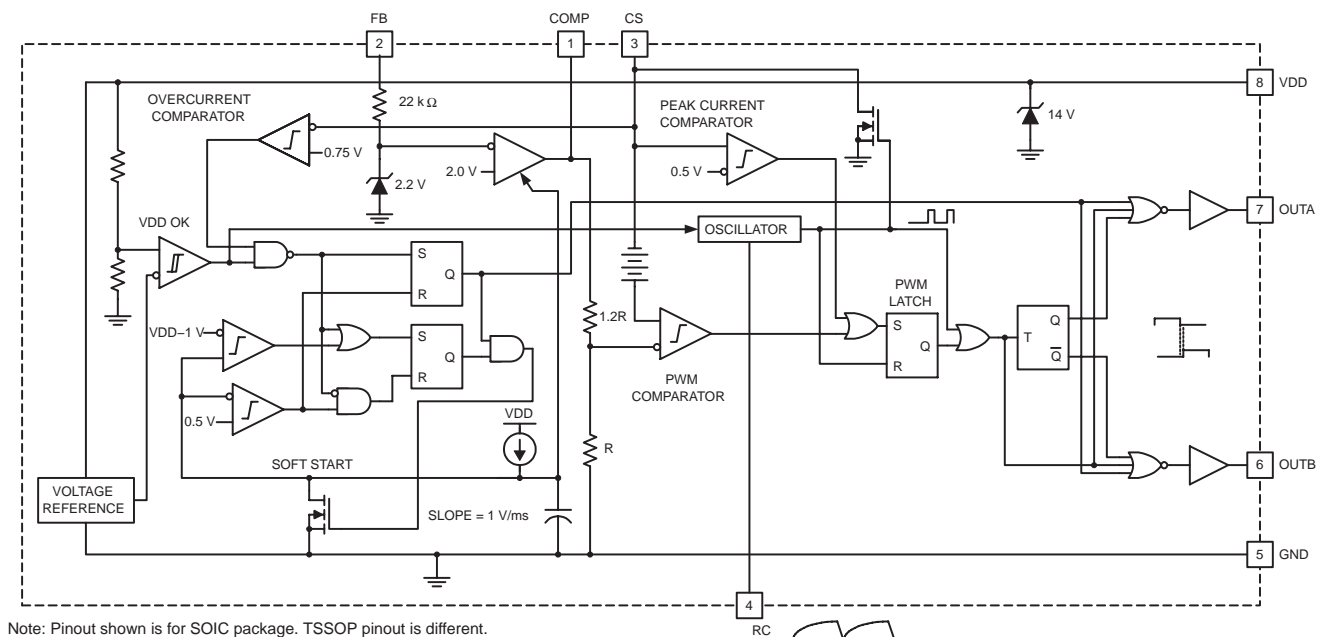 FB
COMP
CS
2
1
3
8
VDD
OVERCURRENT
COMPARATOR
22 kΩ
PEAK CURRENT
COMPARATOR
14 V
0.75 V
2.0 V
0.5 V
2.2 V
VDD OK
7
OUTA
OSCILLATOR
S
Q
R
PWM
LATCH
1.2R
VDD–1 V
S
Q
R
S
Q
R
T
Q
Q̅
PWM
COMPARATOR
0.5 V
VDD
R
SOFT START
6
OUTB
VOLTAGE
REFERENCE
SLOPE = 1 V/ms
5
GND
4
RC
Note: Pinout shown is for SOIC package. TSSOP pinout is different.